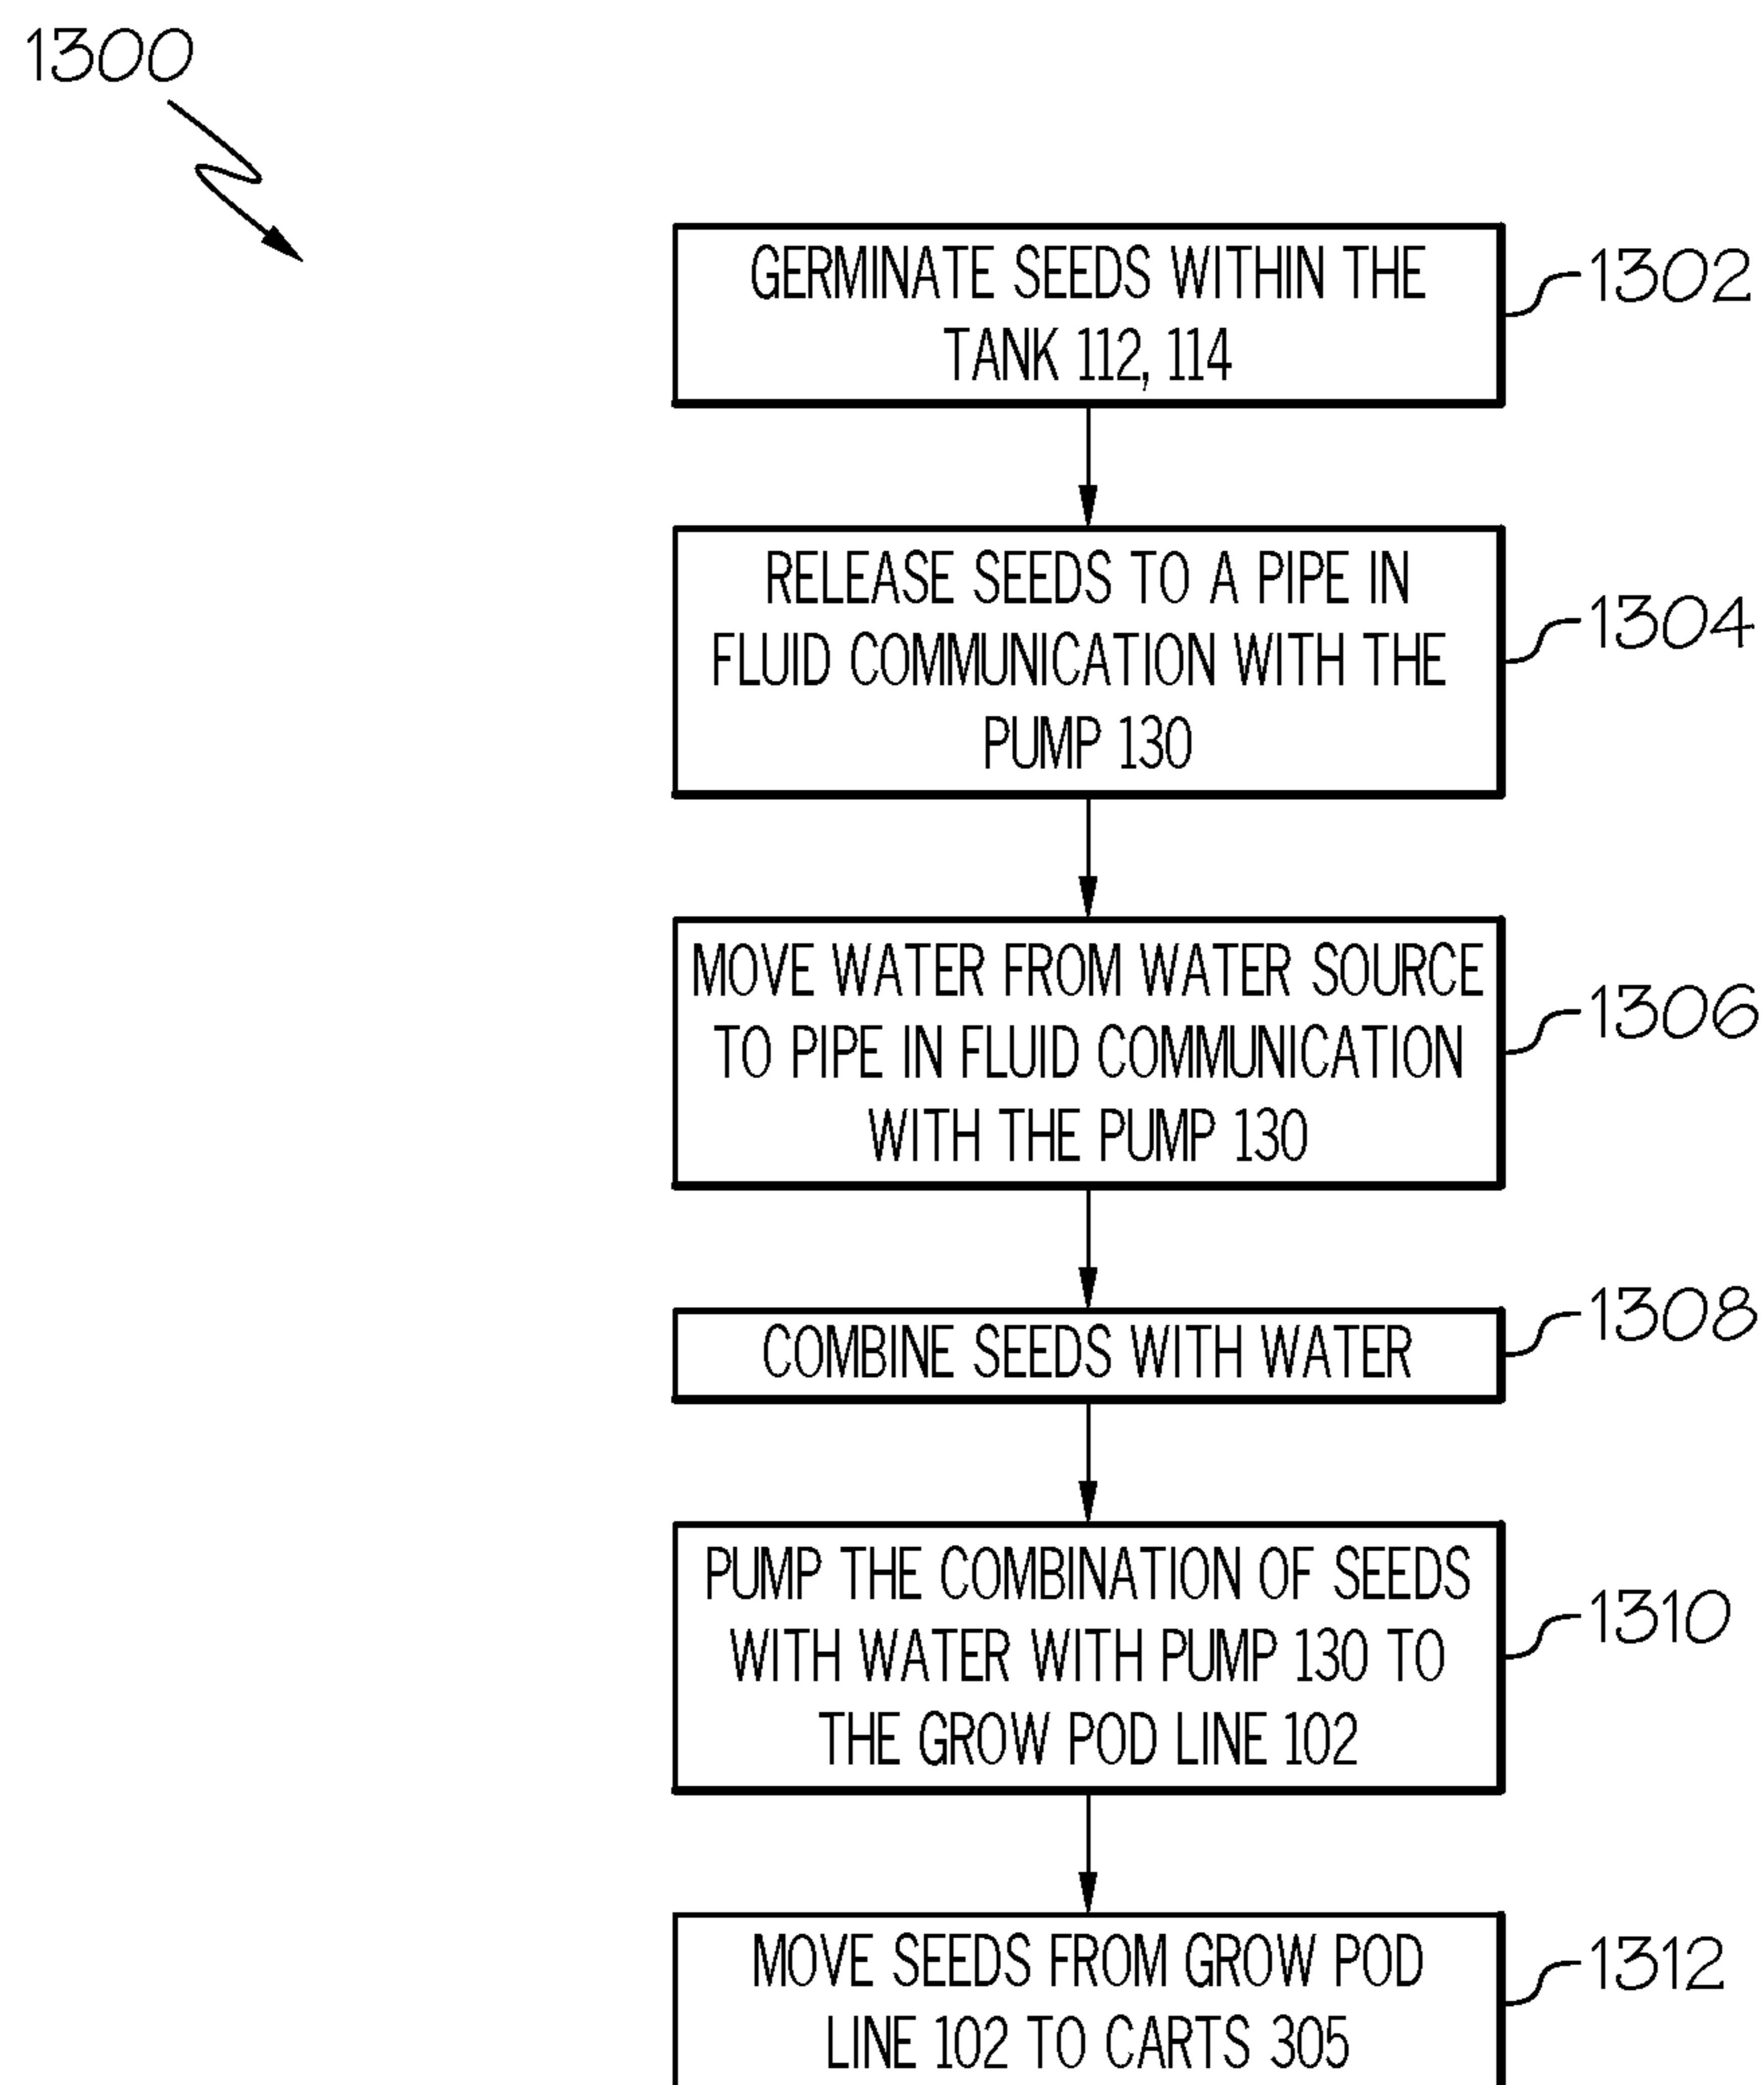 1300
GERMINATE SEEDS WITHIN THE
TANK 112, 114
1302
RELEASE SEEDS TO A PIPE IN
FLUID COMMUNICATION WITH THE
PUMP 130
1304
MOVE WATER FROM WATER SOURCE
TO PIPE IN FLUID COMMUNICATION
WITH THE PUMP 130
1306
COMBINE SEEDS WITH WATER
1308
PUMP THE COMBINATION OF SEEDS
WITH WATER WITH PUMP 130 TO
THE GROW POD LINE 102
1310
MOVE SEEDS FROM GROW POD
LINE 102 TO CARTS 305
1312